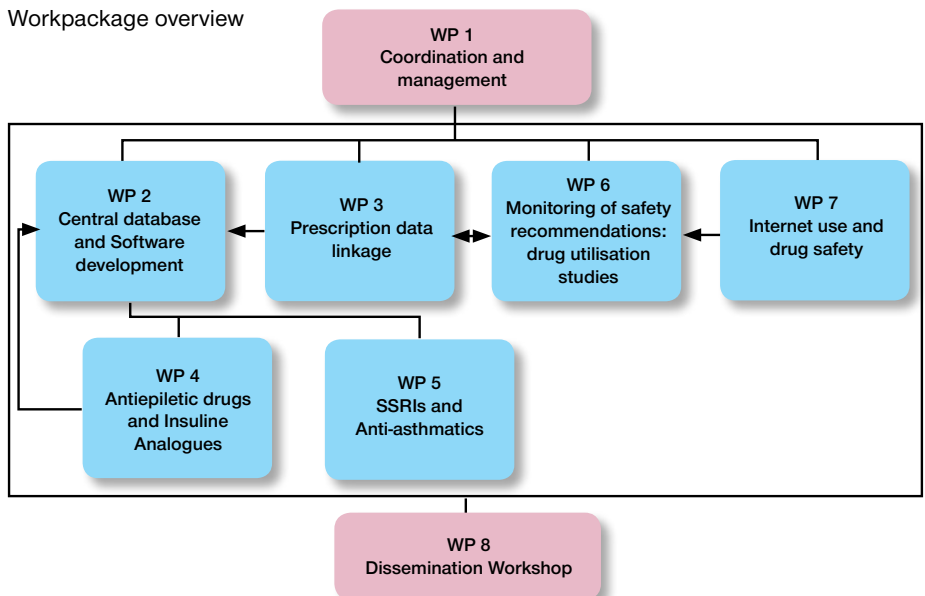 Workpackage overview
WP 1
Coordination and
management
WP 2
Central database
and Software
development
WP 3
Prescription data
linkage
WP 6
Monitoring of safety
recommendations:
drug utilisation
studies
WP 7
Internet use and
drug safety
WP 4
Antiepiletic drugs
and Insuline
Analogues
WP 5
SSRIs and
Anti-asthmatics
WP 8
Dissemination Workshop